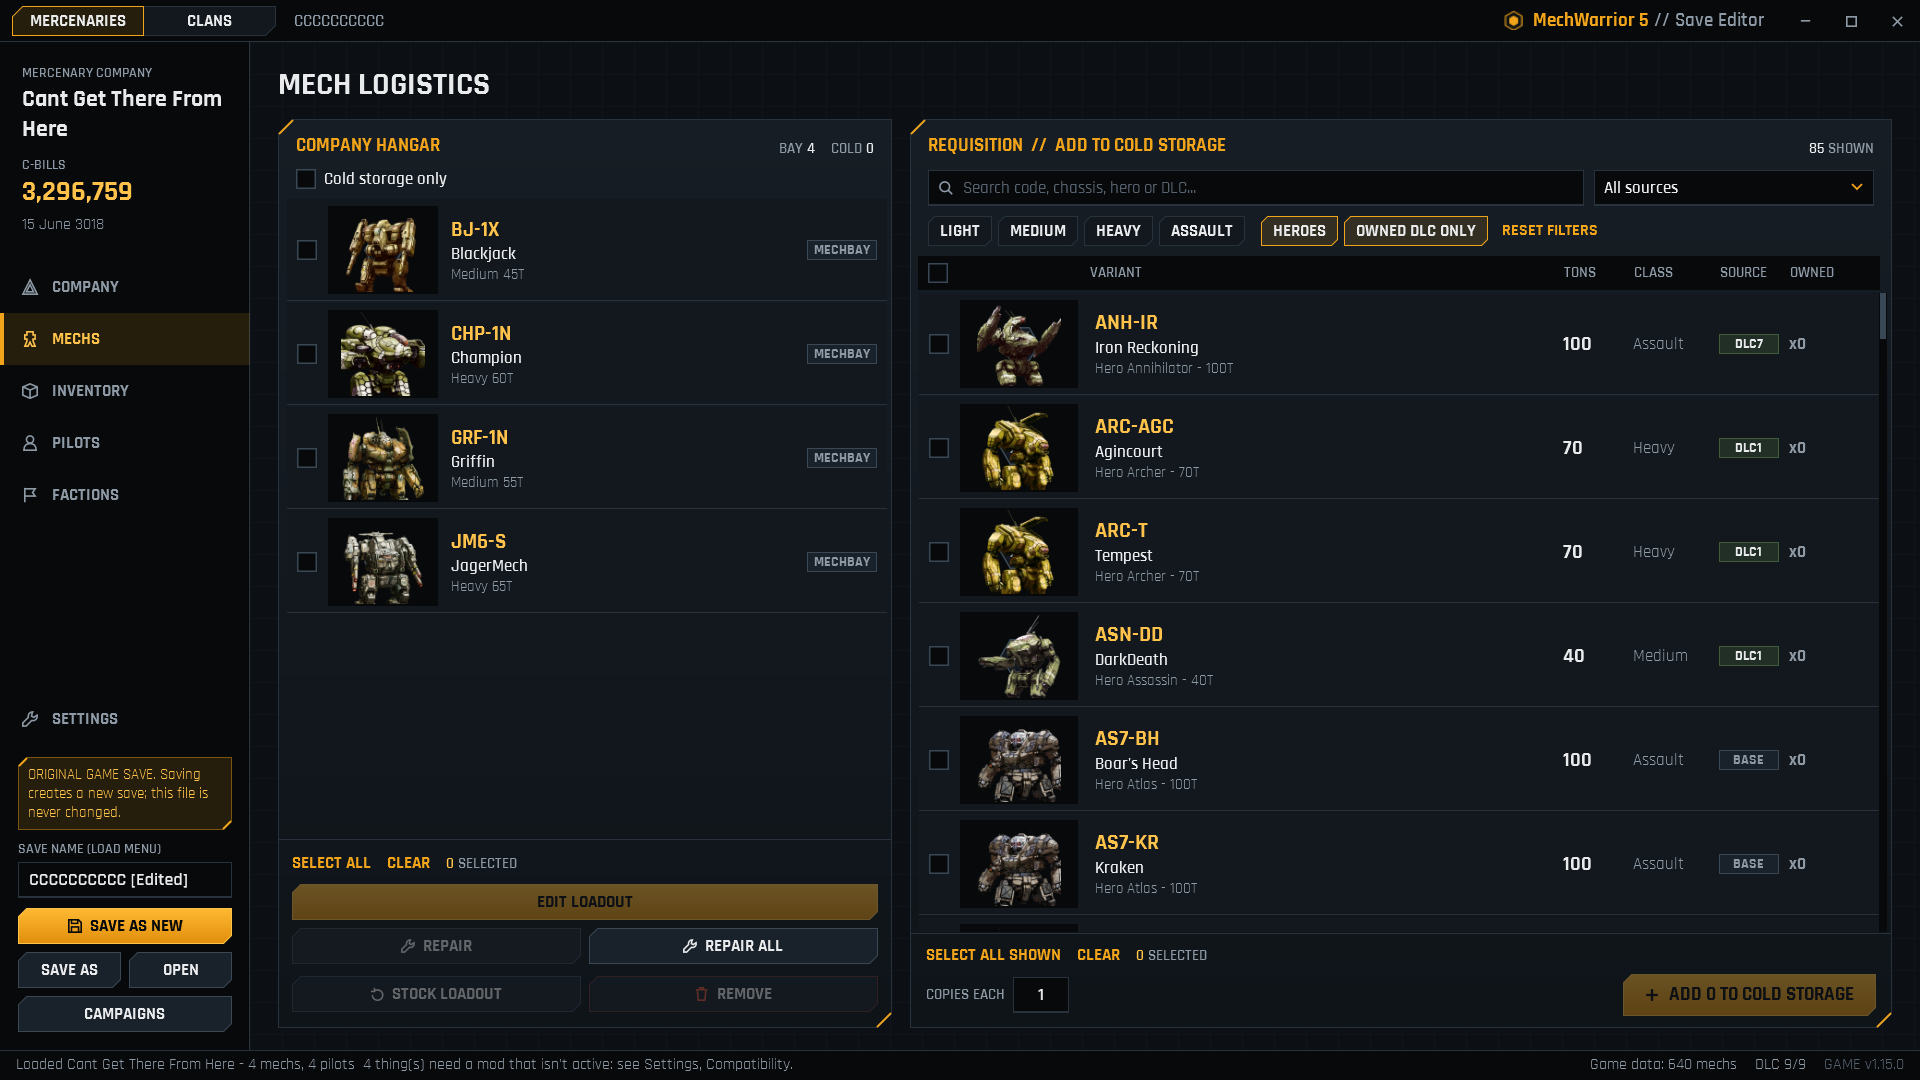 MERCENARIES
CLANS
CCCCCCCCCC
MechWarrior 5 // Save Editor
MERCENARY COMPANY
Cant Get There From
Here
C-BILLS
3,296,759
15 June 3018
COMPANY
MECHS
INVENTORY
PILOTS
FACTIONS
SETTINGS
ORIGINAL GAME SAVE. Saving
creates a new save; this file is
never changed.
SAVE NAME (LOAD MENU)
CCCCCCCCCC [Edited]
SAVE AS NEW
SAVE AS
OPEN
CAMPAIGNS
MECH LOGISTICS
COMPANY HANGAR
BAY 4 COLD 0
Cold storage only
BJ-1X
Blackjack
Medium 45T
MECHBAY
CHP-1N
Champion
Heavy 60T
MECHBAY
GRF-1N
Griffin
Medium 55T
MECHBAY
JM6-S
JagerMech
Heavy 65T
MECHBAY
SELECT ALL CLEAR 0 SELECTED
EDIT LOADOUT
REPAIR
REPAIR ALL
STOCK LOADOUT
REMOVE
REQUISITION // ADD TO COLD STORAGE
85 SHOWN
Search code, chassis, hero or DLC...
All sources
LIGHT
MEDIUM
HEAVY
ASSAULT
HEROES
OWNED DLC ONLY
RESET FILTERS
VARIANT TONS CLASS SOURCE OWNED
ANH-IR
Iron Reckoning
Hero Annihilator - 100T
100 Assault DLC7 x0
ARC-AGC
Agincourt
Hero Archer - 70T
70 Heavy DLC1 x0
ARC-T
Tempest
Hero Archer - 70T
70 Heavy DLC1 x0
ASN-DD
DarkDeath
Hero Assassin - 40T
40 Medium DLC1 x0
AS7-BH
Boar's Head
Hero Atlas - 100T
100 Assault BASE x0
AS7-KR
Kraken
Hero Atlas - 100T
100 Assault BASE x0
SELECT ALL SHOWN CLEAR 0 SELECTED
COPIES EACH 1
+ ADD 0 TO COLD STORAGE
Loaded Cant Get There From Here - 4 mechs, 4 pilots 4 thing(s) need a mod that isn't active: see Settings, Compatibility.
Game data: 640 mechs DLC 9/9 GAME v1.15.0